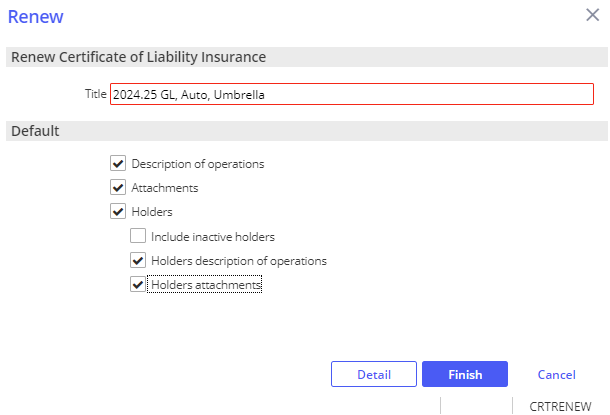 Renew
Renew Certificate of Liability Insurance
Title 2024.25 GL, Auto, Umbrella
Default
Description of operations
Attachments
Holders
Include inactive holders
Holders description of operations
Holders attachments
Detail Finish Cancel
CRTRENEW